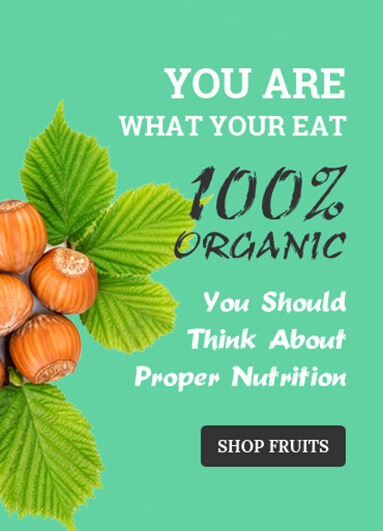 YOU ARE
WHAT YOUR EAT
100%
ORGANIC
You Should
Think About
Proper Nutrition
SHOP FRUITS